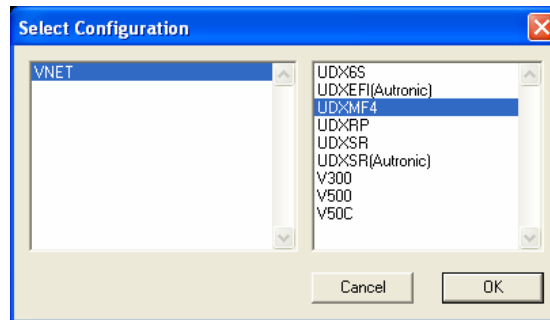 Select Configuration
VNET
UDX6S
UDXEFI(Autronic)
UDXMF4
UDXRP
UDXSR
UDXSR(Autronic)
V300
V500
V50C
Cancel
OK